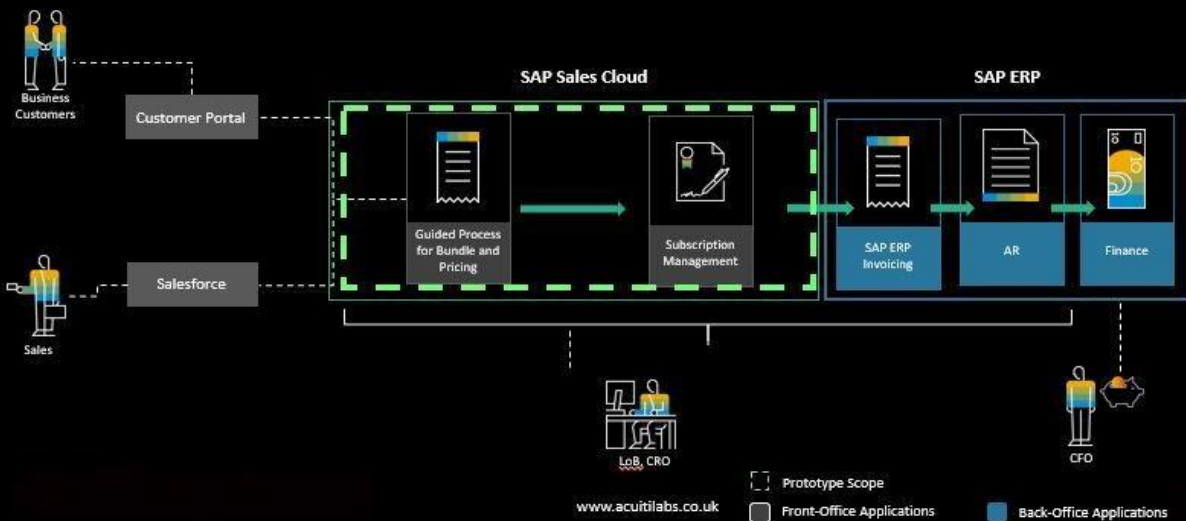 SAP Sales Cloud
SAP ERP
Business
Customers
Customer Portal
Guided Process
for Bundle and
Pricing
Subscription
Management
SAP ERP
Invoicing
AR
10
10
Finance
Salesforce
Sales
LoB, CRO
CFO
Prototype Scope
www.acuitilabs.co.uk
Front-Office Applications
Back-Office Applications